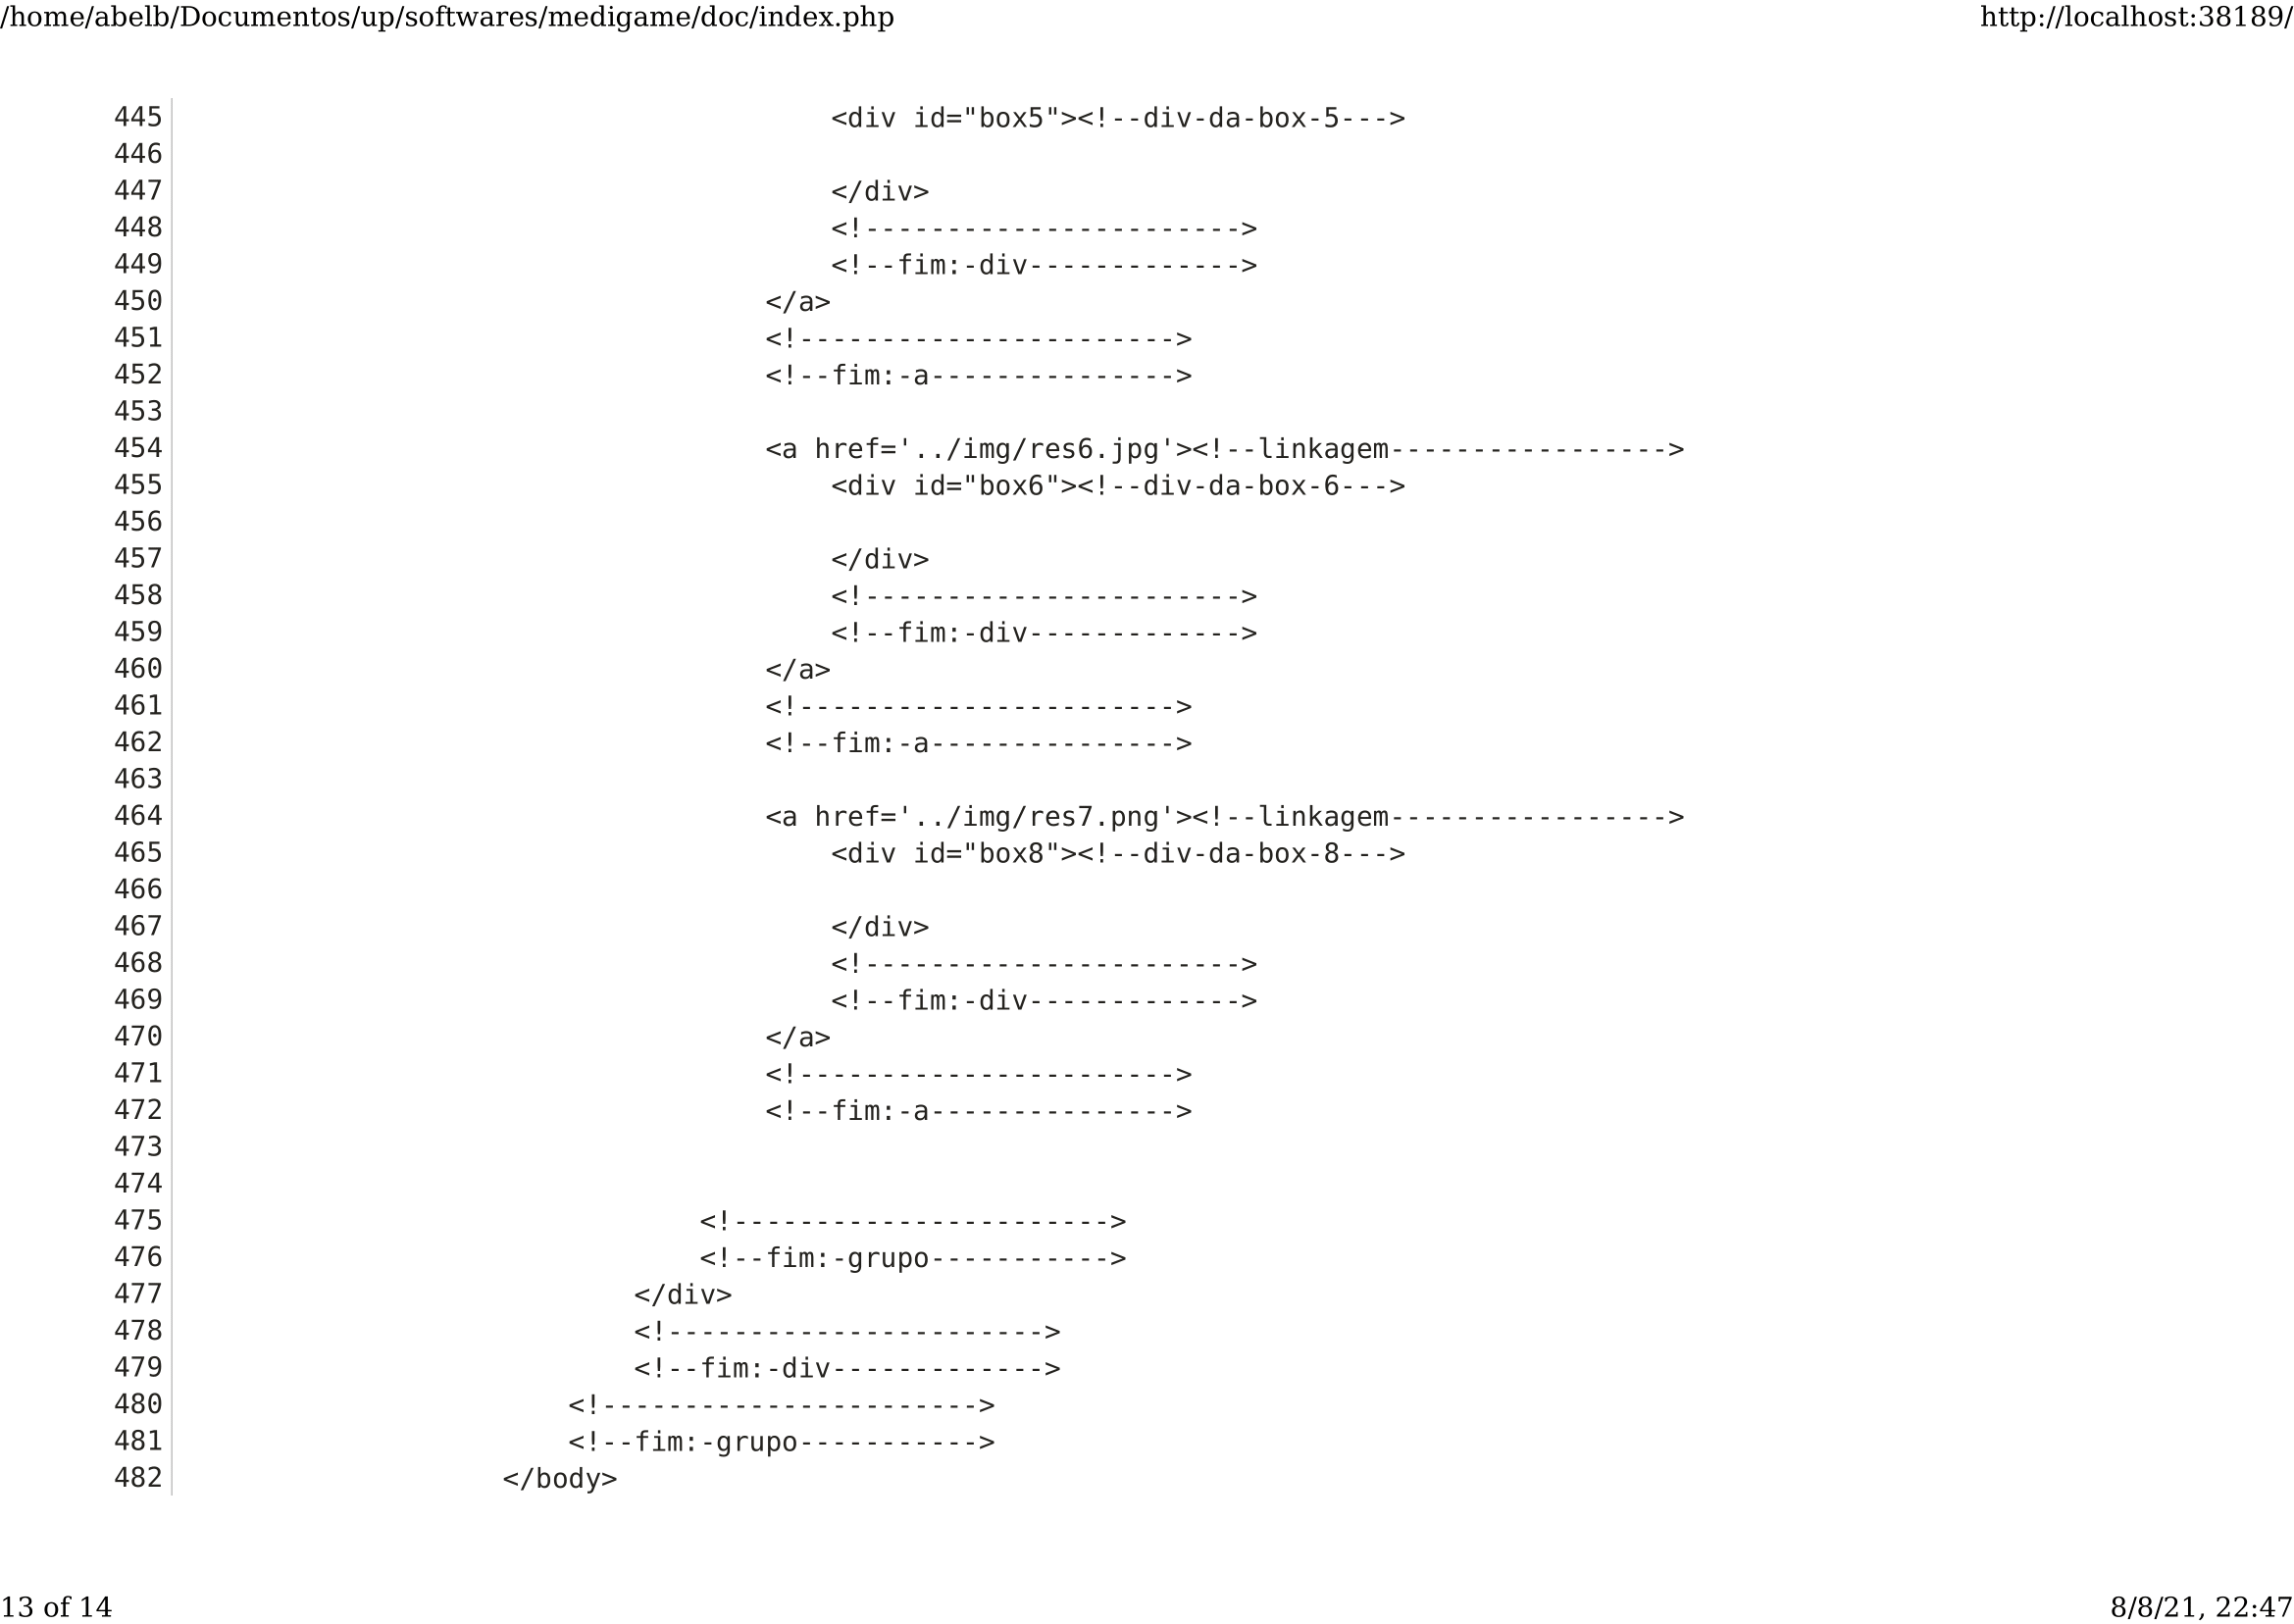 /home/abelb/Documentos/up/softwares/medigame/doc/index.php http://localhost:38189/
445 <div id="box5"><!--div-da-box-5--->
446
447 </div>
448 <!----------------------->
449 <!--fim:-div------------->
450 </a>
451 <!----------------------->
452 <!--fim:-a--------------->
453
454 <a href='../img/res6.jpg'><!--linkagem----------------->
455 <div id="box6"><!--div-da-box-6--->
456
457 </div>
458 <!----------------------->
459 <!--fim:-div------------->
460 </a>
461 <!----------------------->
462 <!--fim:-a--------------->
463
464 <a href='../img/res7.png'><!--linkagem----------------->
465 <div id="box8"><!--div-da-box-8--->
466
467 </div>
468 <!----------------------->
469 <!--fim:-div------------->
470 </a>
471 <!----------------------->
472 <!--fim:-a--------------->
473
474
475 <!----------------------->
476 <!--fim:-grupo----------->
477 </div>
478 <!----------------------->
479 <!--fim:-div------------->
480 <!----------------------->
481 <!--fim:-grupo----------->
482 </body>
13 of 14 8/8/21, 22:47